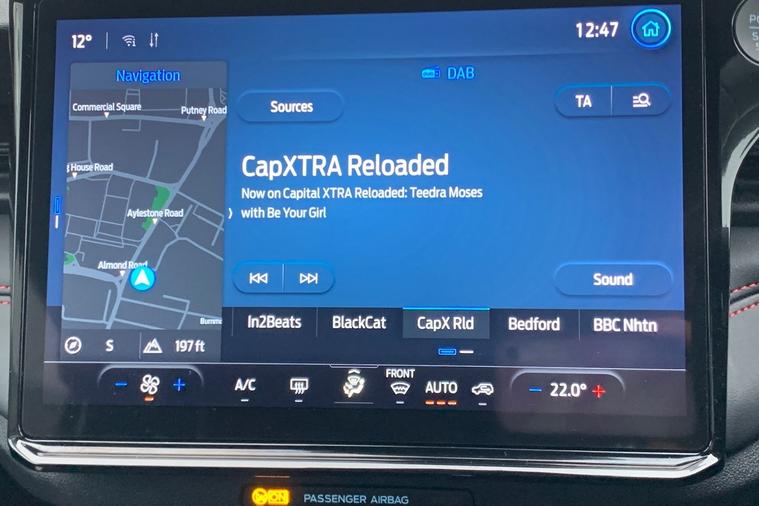 12°
12:47
Navigation
DAB
Commercial Square
Putney Road
Sources
TA
House Road
CapXTRA Reloaded
Now on Capital XTRA Reloaded: Teedra Moses
with Be Your Girl
Aylestone Road
Almond Road
Sound
In2Beats
BlackCat
CapX Rld
Bedford
BBC Nhtn
S
197 ft
FRONT
A/C
AUTO
22.0°
ON
PASSENGER AIRBAG